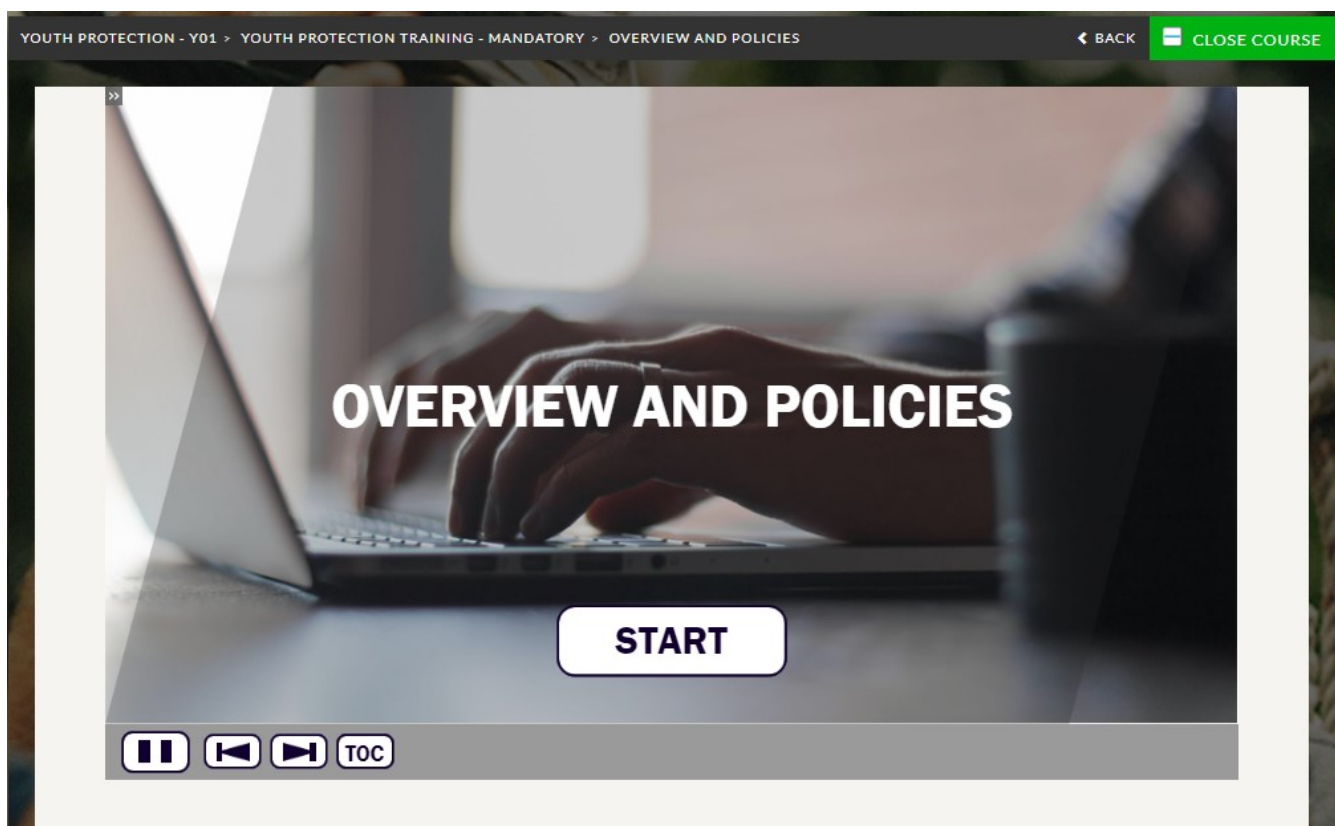 YOUTH PROTECTION - Y01 > YOUTH PROTECTION TRAINING - MANDATORY > OVERVIEW AND POLICIES
BACK
CLOSE COURSE
OVERVIEW AND POLICIES
START
TOC